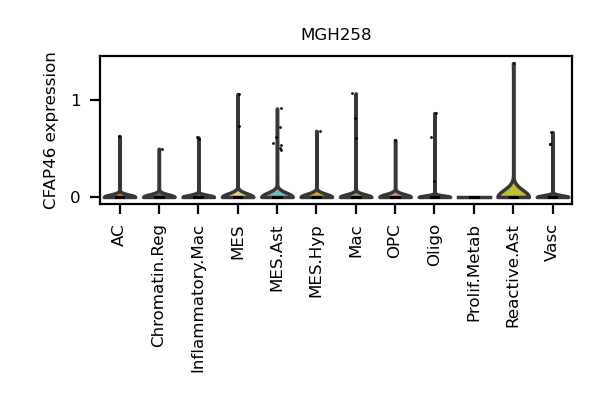 MGH258
CFAP46 expression
1
0
AC
Chromatin.Reg
Inflammatory.Mac
MES
MES.Ast
MES.Hyp
Mac
OPC
Oligo
Prolif.Metab
Reactive.Ast
Vasc